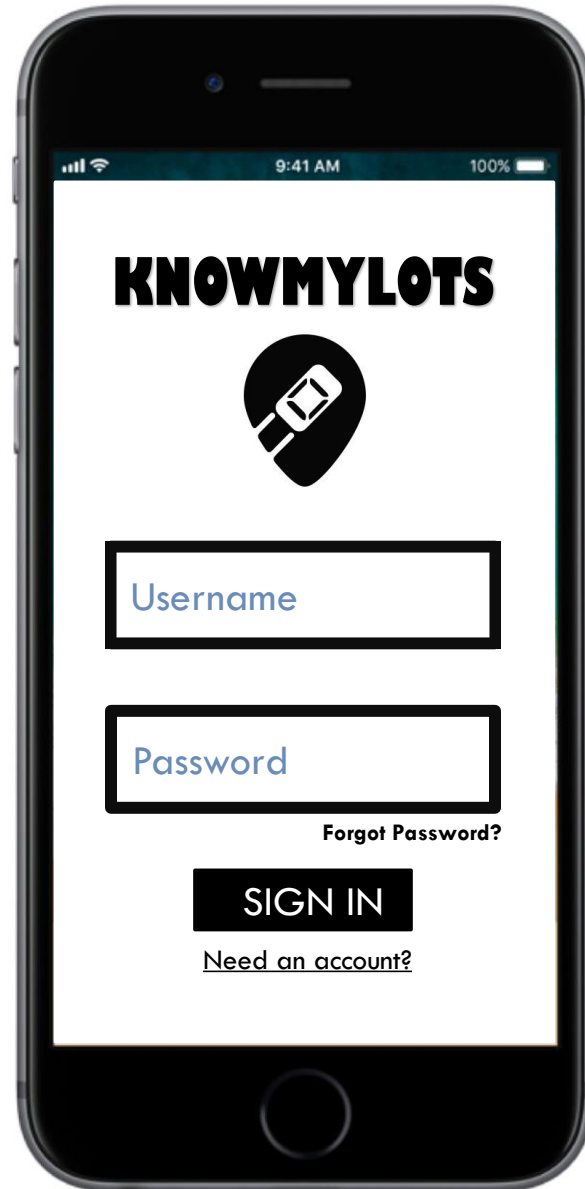 9:41 AM 100%
KNOWMYLOTS
Username
Password
Forgot Password?
SIGN IN
Need an account?